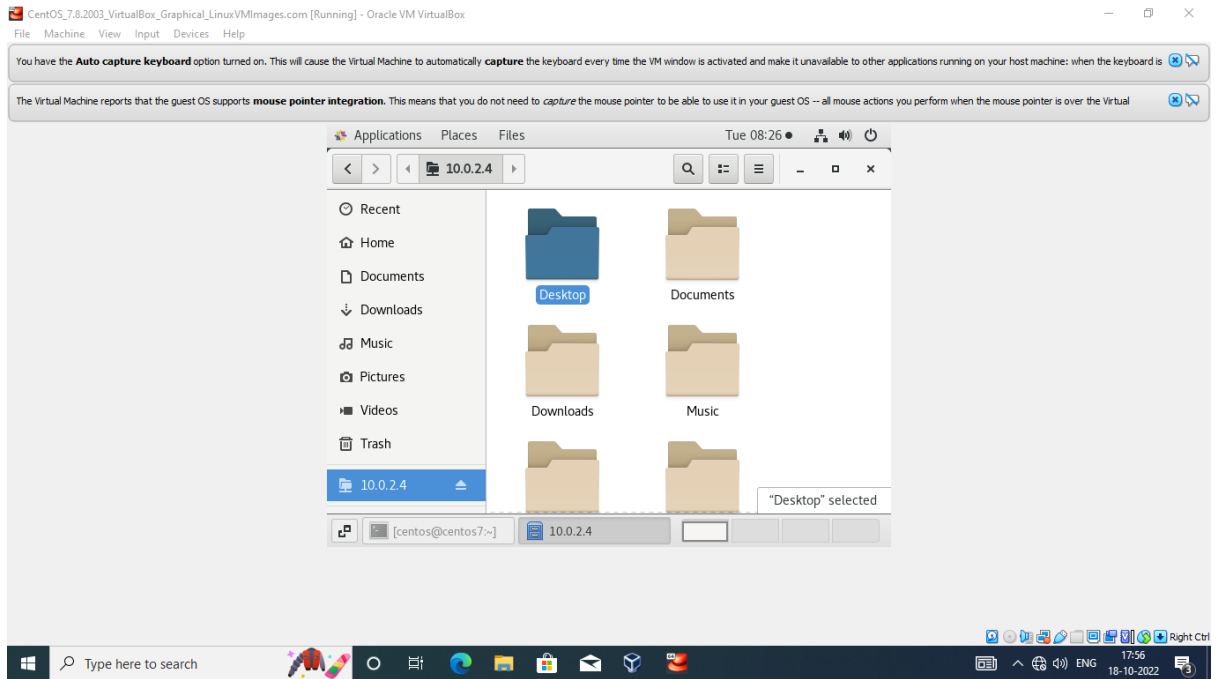 CentOS_7.8.2003_VirtualBox_Graphical_LinuxVMImages.com [Running] - Oracle VM VirtualBox
File Machine View Input Devices Help
You have the Auto capture keyboard option turned on. This will cause the Virtual Machine to automatically capture the keyboard every time the VM window is activated and make it unavailable to other applications running on your host machine: when the keyboard is
The Virtual Machine reports that the guest OS supports mouse pointer integration. This means that you do not need to capture the mouse pointer to be able to use it in your guest OS -- all mouse actions you perform when the mouse pointer is over the Virtual
Applications Places Files Tue 08:26
10.0.2.4
Recent
Home
Documents
Downloads
Music
Pictures
Videos
Trash
10.0.2.4
Desktop Documents
Downloads Music
"Desktop" selected
[centos@centos7:~] 10.0.2.4
Right Ctrl
Type here to search
ENG
17:56
18-10-2022
3